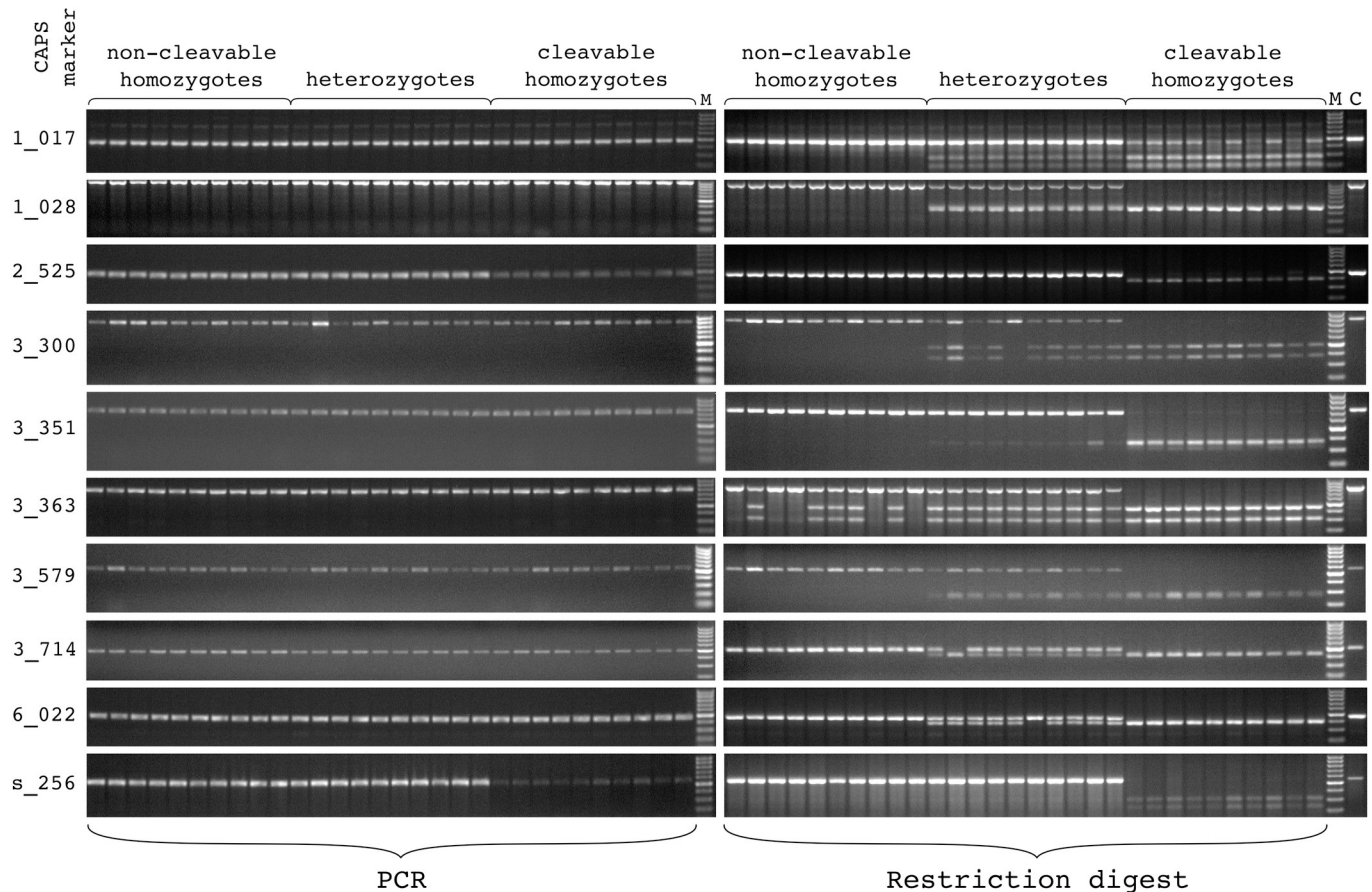 CAPS
marker
non-cleavable
homozygotes
heterozygotes
cleavable
homozygotes
M
non-cleavable
homozygotes
heterozygotes
cleavable
homozygotes
M C
1_017
1_028
2_525
3_300
3_351
3_363
3_579
3_714
6_022
s_256
PCR
Restriction digest